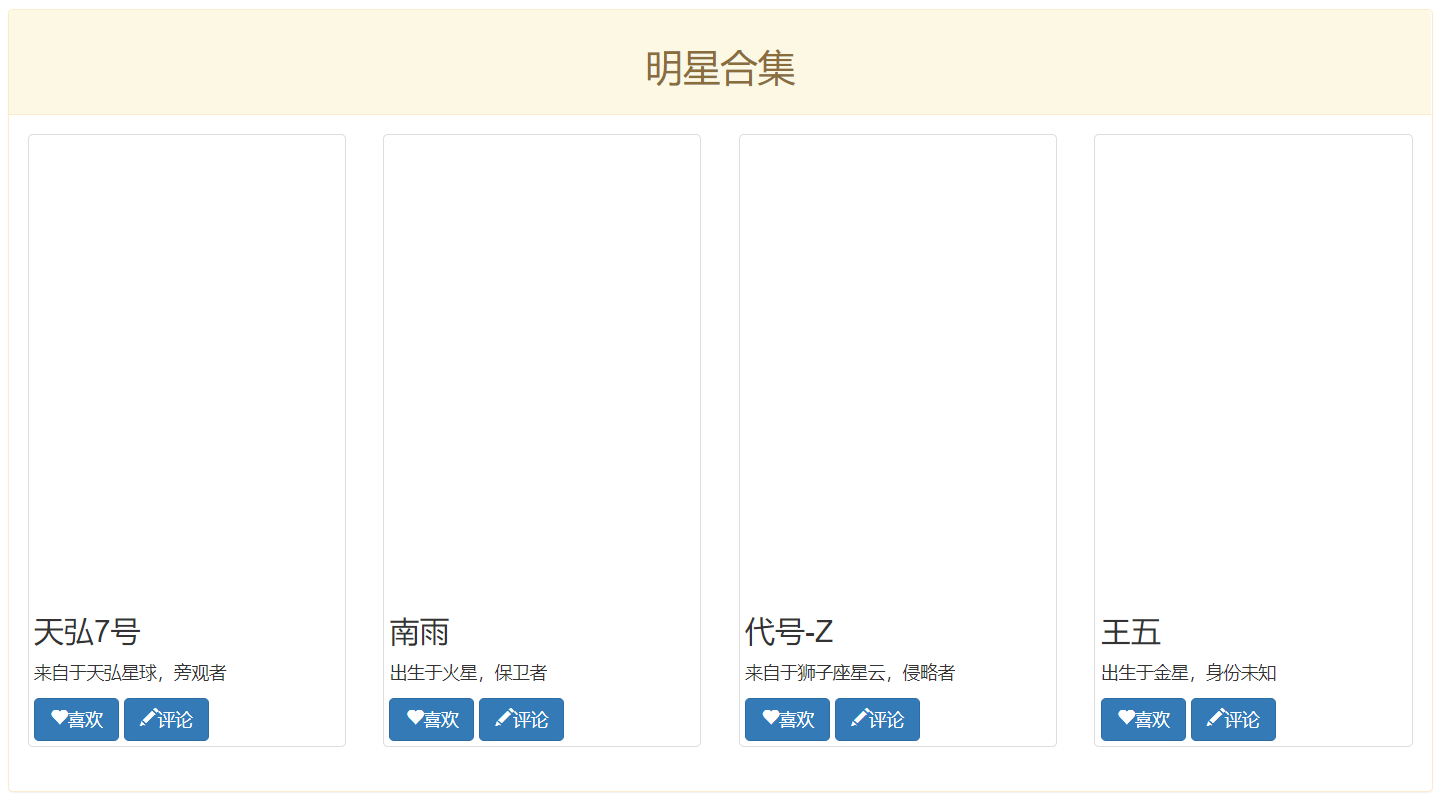 明星合集
天弘7号
来自于天弘星球，旁观者
喜欢 评论
南雨
出生于火星，保卫者
喜欢 评论
代号-Z
来自于狮子座星云，侵略者
喜欢 评论
王五
出生于金星，身份未知
喜欢 评论